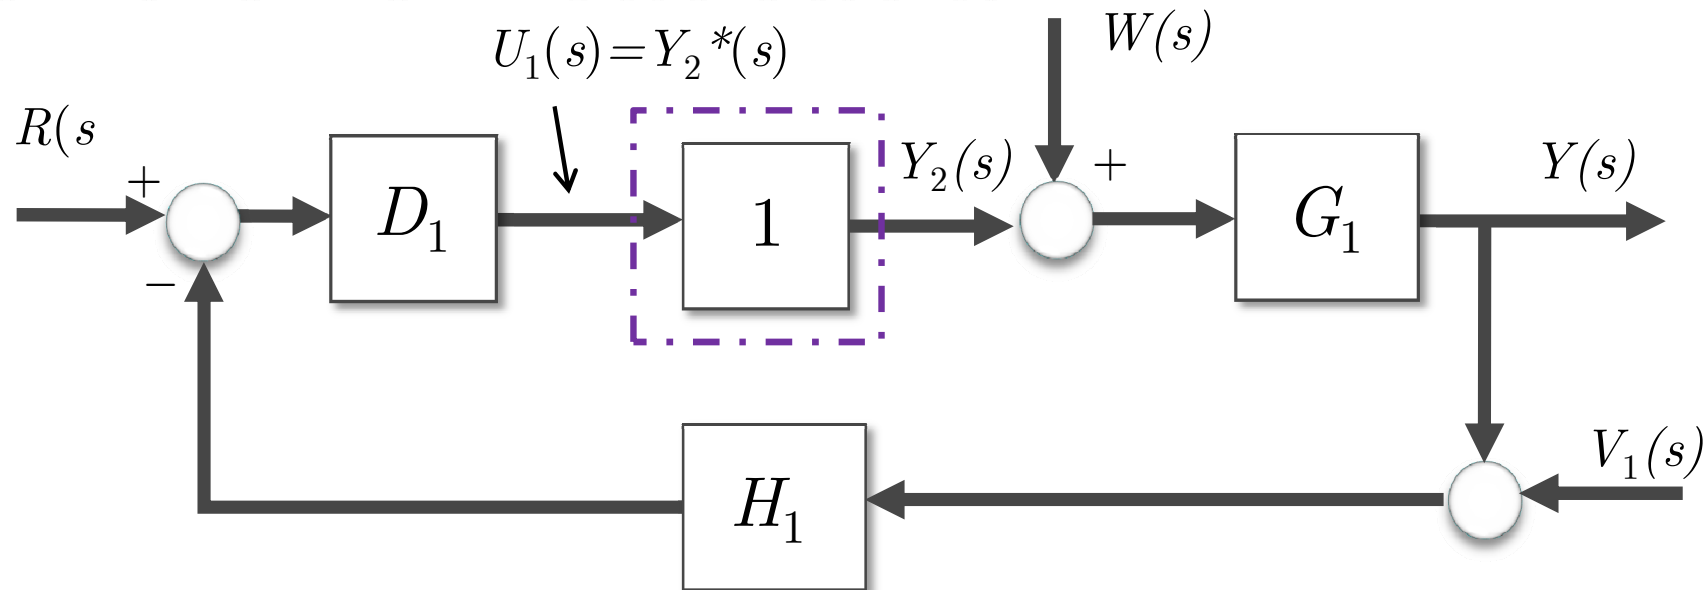 U₁(s)=Y₂*(s)
W(s)
R(s
+
D₁
1
Y₂(s)
+
G₁
Y(s)
−
H₁
V₁(s)